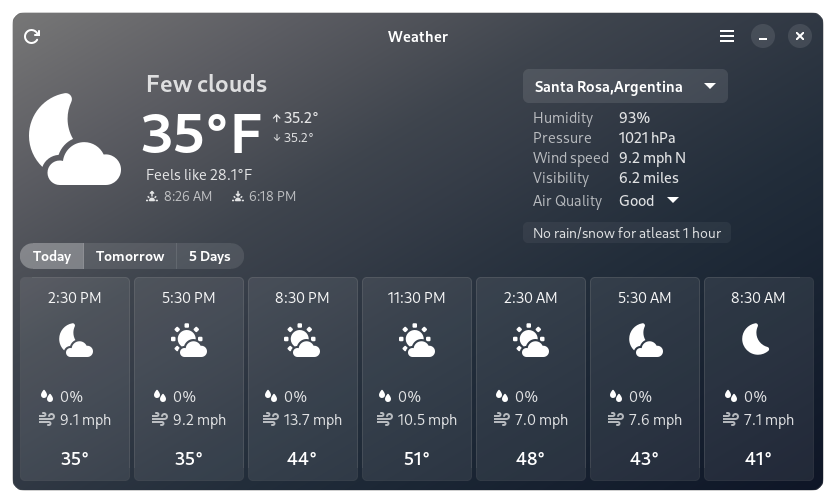 Weather
Few clouds
35°F
↑ 35.2°
↓ 35.2°
Feels like 28.1°F
8:26 AM 6:18 PM
Santa Rosa,Argentina
Humidity 93%
Pressure 1021 hPa
Wind speed 9.2 mph N
Visibility 6.2 miles
Air Quality Good
No rain/snow for atleast 1 hour
Today Tomorrow 5 Days
2:30 PM 5:30 PM 8:30 PM 11:30 PM 2:30 AM 5:30 AM 8:30 AM
0% 0% 0% 0% 0% 0% 0%
9.1 mph 9.2 mph 13.7 mph 10.5 mph 7.0 mph 7.6 mph 7.1 mph
35° 35° 44° 51° 48° 43° 41°